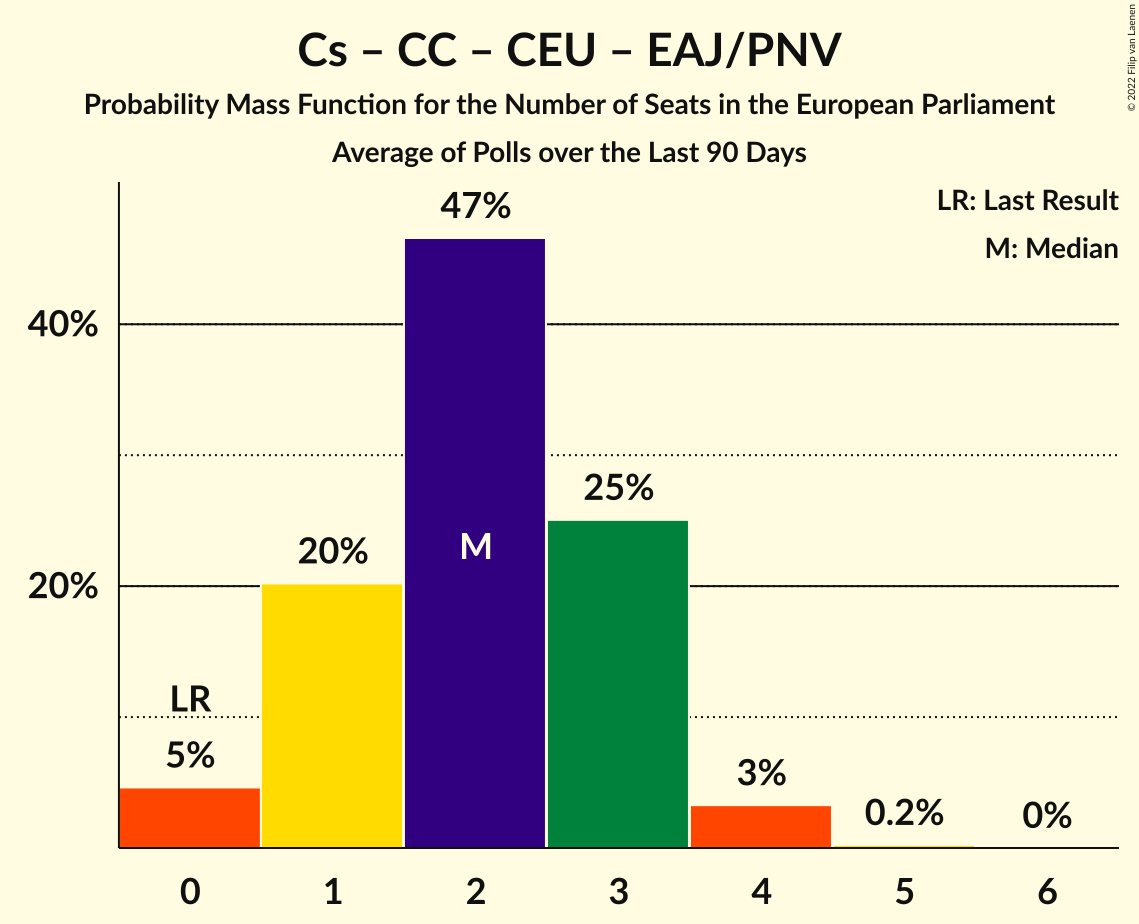 Cs – CC – CEU – EAJ/PNV
Probability Mass Function for the Number of Seats in the European Parliament
Average of Polls over the Last 90 Days
© 2022 Filip van Laenen
LR: Last Result
M: Median
47%
40%
25%
M
20%
20%
LR
5%
3%
0.2%
0%
0 1 2 3 4 5 6